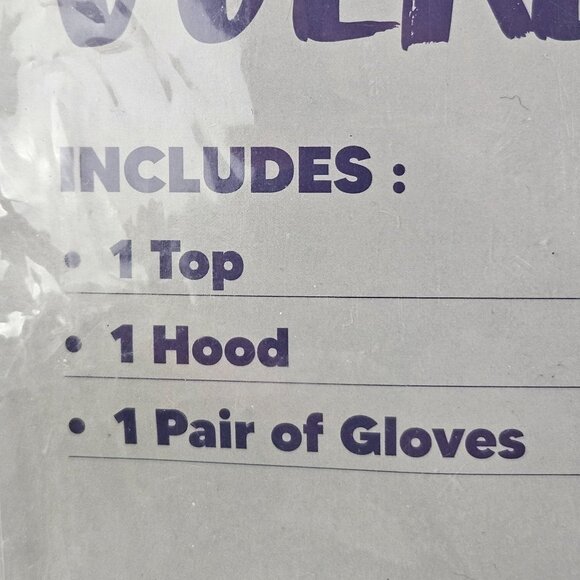 INCLUDES :
• 1 Top
• 1 Hood
• 1 Pair of Gloves